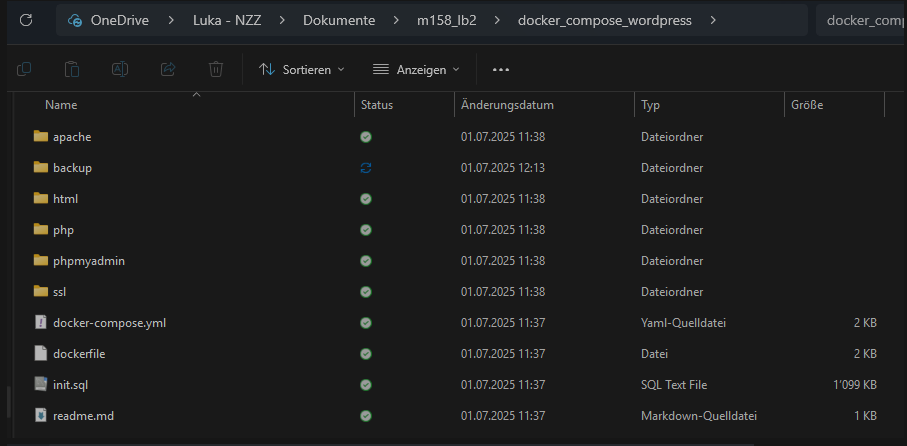 OneDrive > Luka - NZZ > Dokumente > m158_lb2 > docker_compose_wordpress > docker_com
Sortieren Anzeigen
Name Status Änderungsdatum Typ Größe
apache 01.07.2025 11:38 Dateiordner
backup 01.07.2025 12:13 Dateiordner
html 01.07.2025 11:38 Dateiordner
php 01.07.2025 11:38 Dateiordner
phpmyadmin 01.07.2025 11:38 Dateiordner
ssl 01.07.2025 11:38 Dateiordner
docker-compose.yml 01.07.2025 11:37 Yaml-Quelldatei 2 KB
dockerfile 01.07.2025 11:37 Datei 2 KB
init.sql 01.07.2025 11:37 SQL Text File 1'099 KB
readme.md 01.07.2025 11:37 Markdown-Quelldatei 1 KB